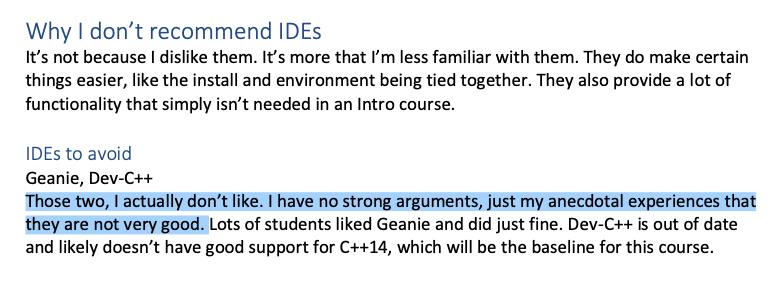 Why I don’t recommend IDEs
It’s not because I dislike them. It’s more that I’m less familiar with them. They do make certain
things easier, like the install and environment being tied together. They also provide a lot of
functionality that simply isn’t needed in an Intro course.
IDEs to avoid
Geanie, Dev-C++
Those two, I actually don’t like. I have no strong arguments, just my anecdotal experiences that
they are not very good. Lots of students liked Geanie and did just fine. Dev-C++ is out of date
and likely doesn’t have good support for C++14, which will be the baseline for this course.